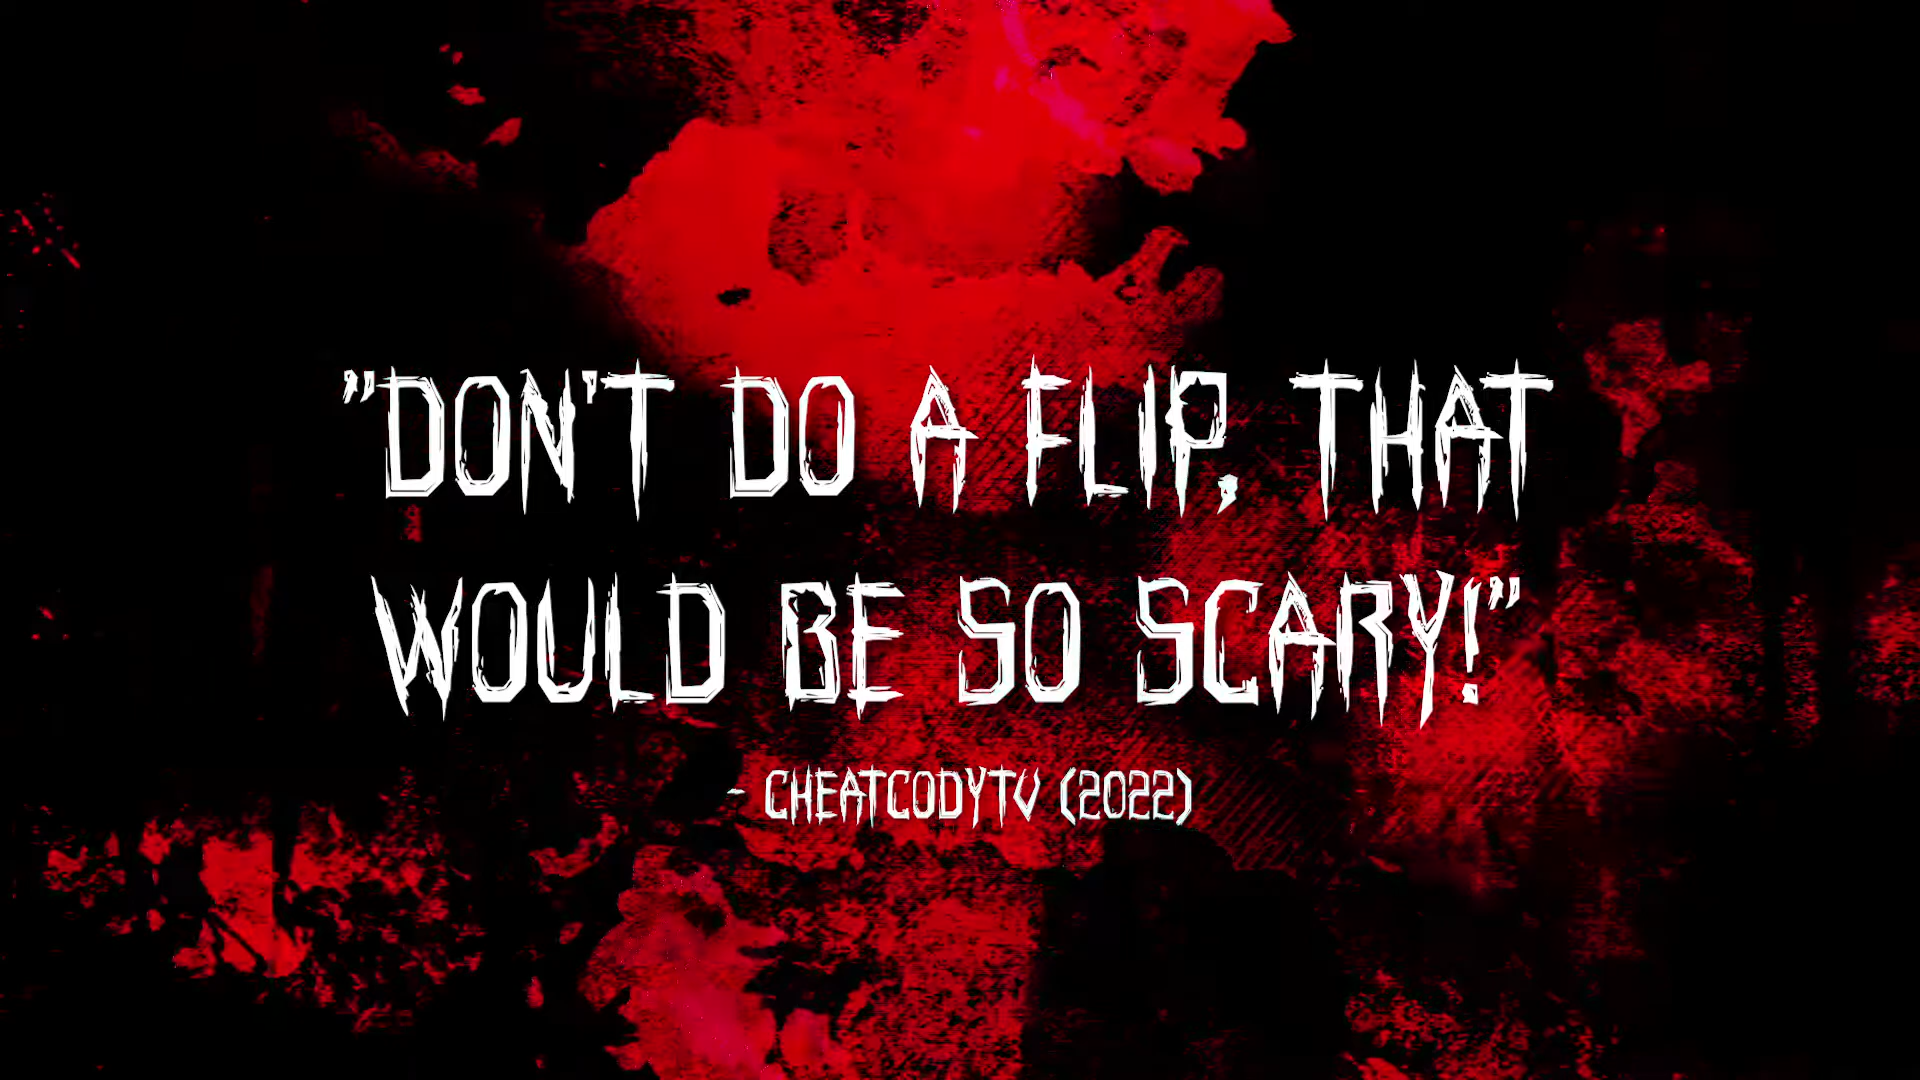 "DON'T DO A FLIP, THAT
WOULD BE SO SCARY!"
- CHEATCODYTV (2022)